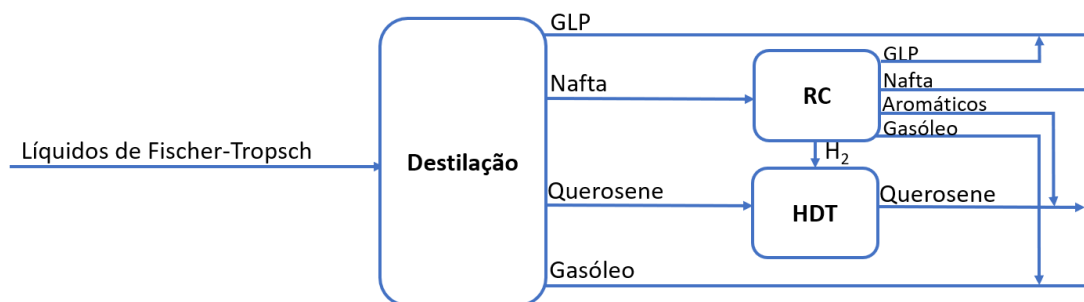 GLP
GLP
Nafta
RC
Nafta
Aromáticos
Gasóleo
Líquidos de Fischer-Tropsch
Destilação
H2
Querosene
HDT
Querosene
Gasóleo